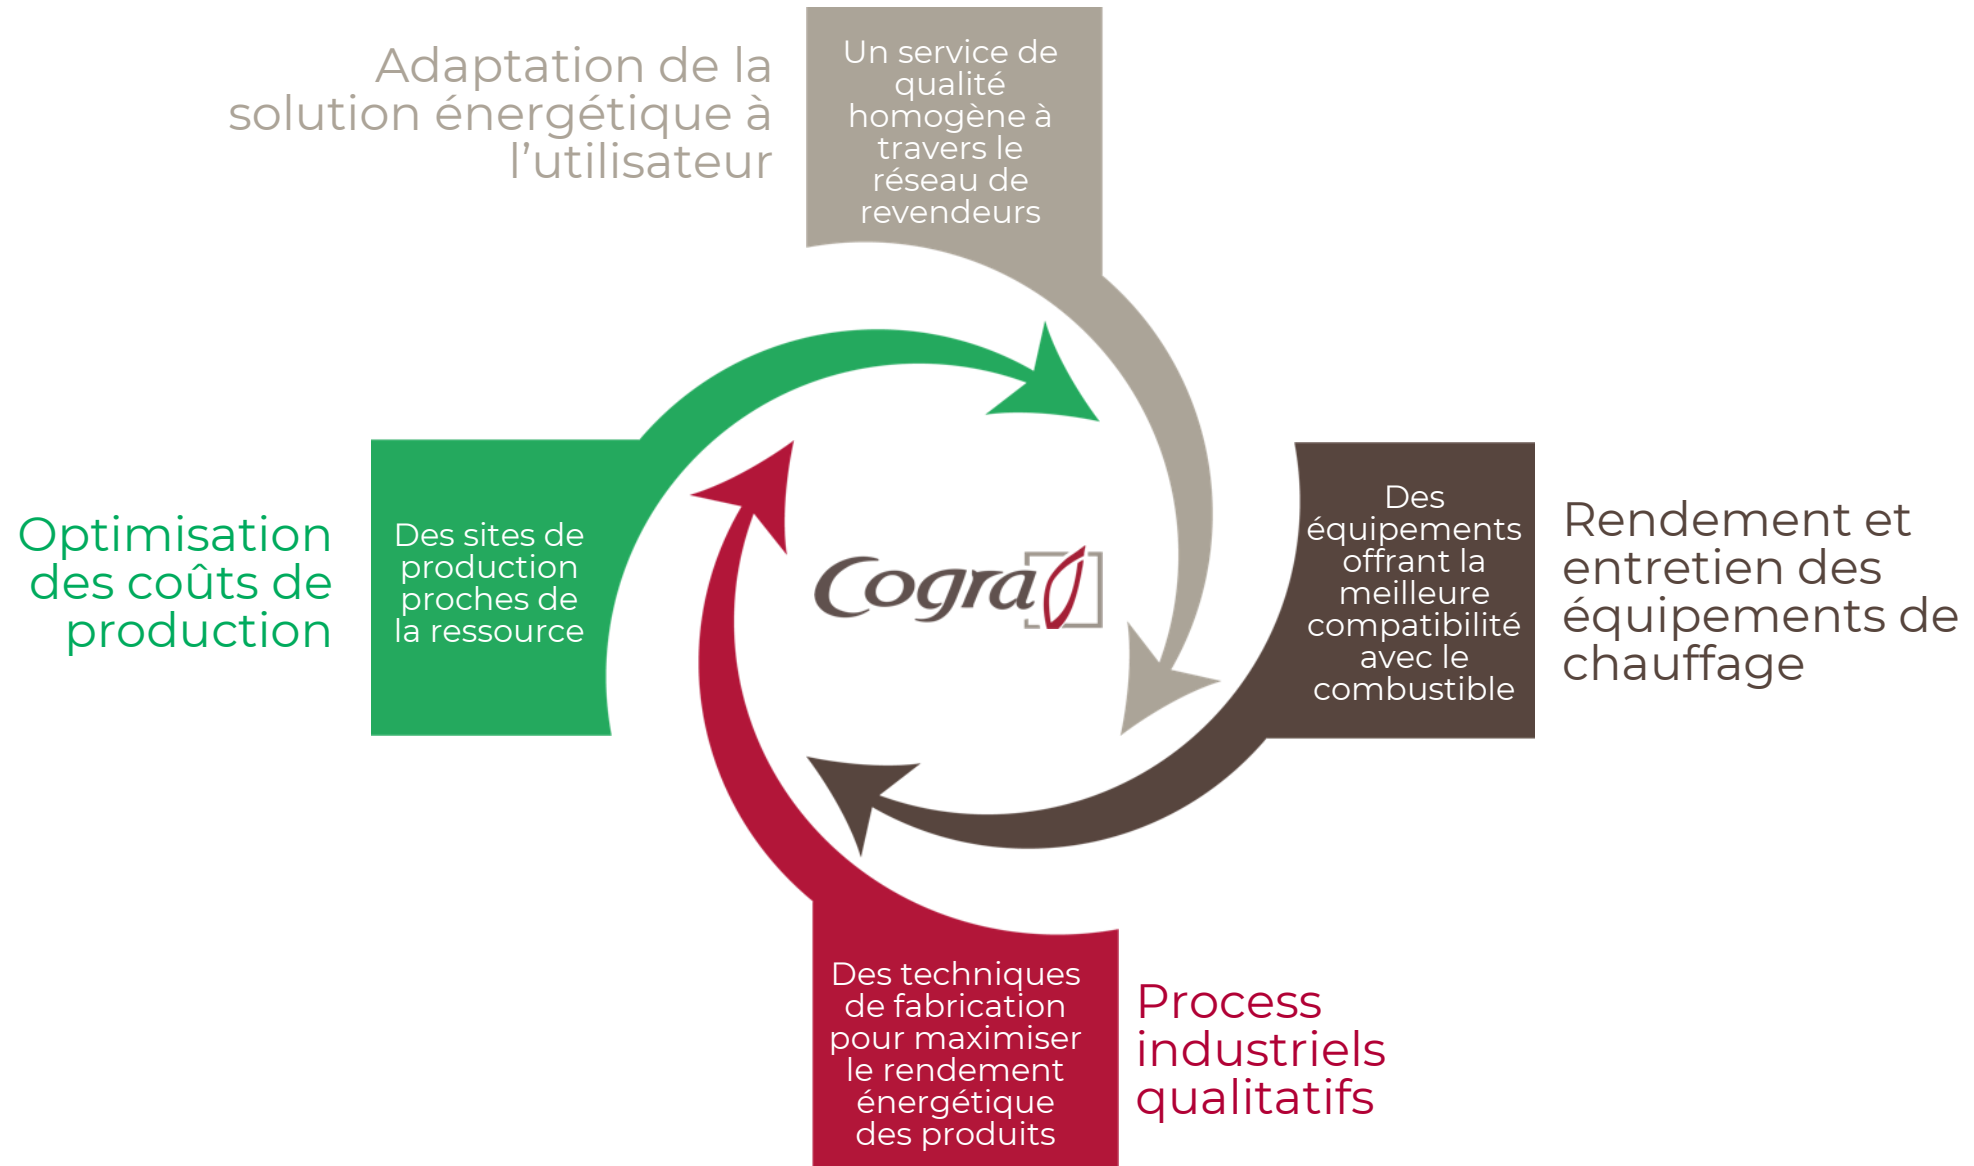 Adaptation de la
solution énergétique à
l’utilisateur
Un service de
qualité
homogène à
travers le
réseau de
revendeurs
Optimisation
des coûts de
production
Des sites de
production
proches de
la ressource
Cogra
Des
équipements
offrant la
meilleure
compatibilité
avec le
combustible
Rendement et
entretien des
équipements de
chauffage
Des techniques
de fabrication
pour maximiser
le rendement
énergétique
des produits
Process
industriels
qualitatifs